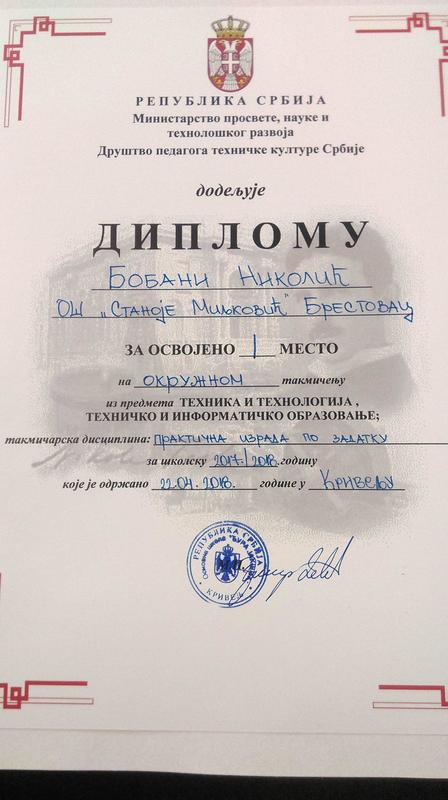 РЕПУБЛИКА СРБИЈА
Министарство просвете, науке и
технолошког развоја
Друштво педагога техничке културе Србије
додељује
ДИПЛОМУ
БОБАНИ НИКОЛИЋ
ОШ „СТАНОЈЕ МИЉКОВИЋ" БРЕСТОВАЦ
ЗА ОСВОЈЕНО I МЕСТО
на ОКРУЖНОМ такмичењу
из предмета ТЕХНИКА И ТЕХНОЛОГИЈА ,
ТЕХНИЧКО И ИНФОРМАТИЧКО ОБРАЗОВАЊЕ;
такмичарска дисциплина: ПРАКТИЧНА ИЗРАДА ПО ЗАДАТКУ
за школску 2017./2018. годину
које је одржано 22.04.2018. године у КРИВЕЉУ
РЕПУБЛИКА СРБИЈА
КРИВЕЉ